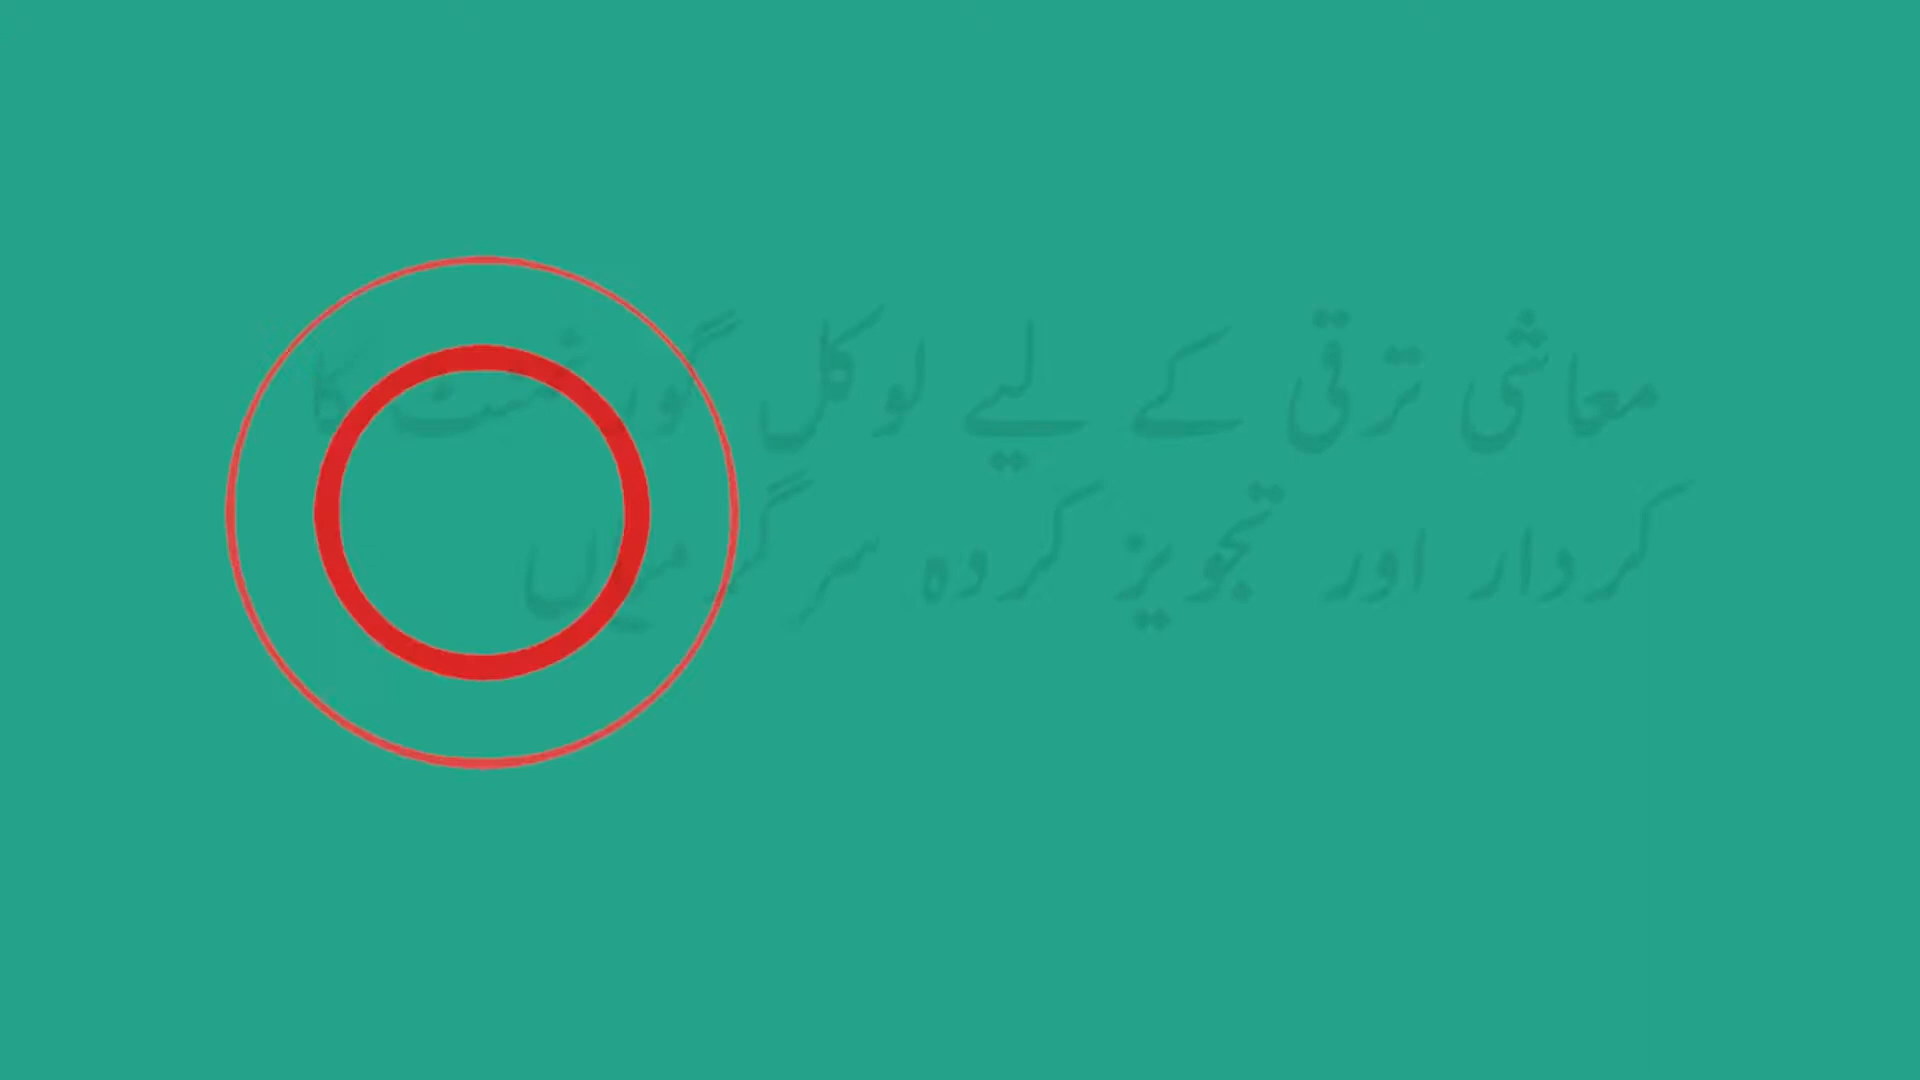 معاشی ترقی کے لیے لوکل گورنمنٹ کا
کردار اور تجویز کردہ سرگرمیاں